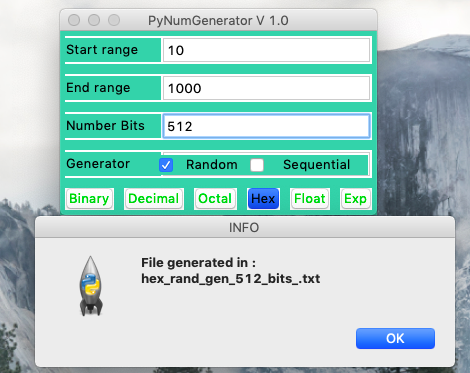 PyNumGenerator V 1.0
Start range 10
End range 1000
Number Bits 512
Generator Random Sequential
Binary Decimal Octal Hex Float Exp
INFO
File generated in :
hex_rand_gen_512_bits_.txt
OK